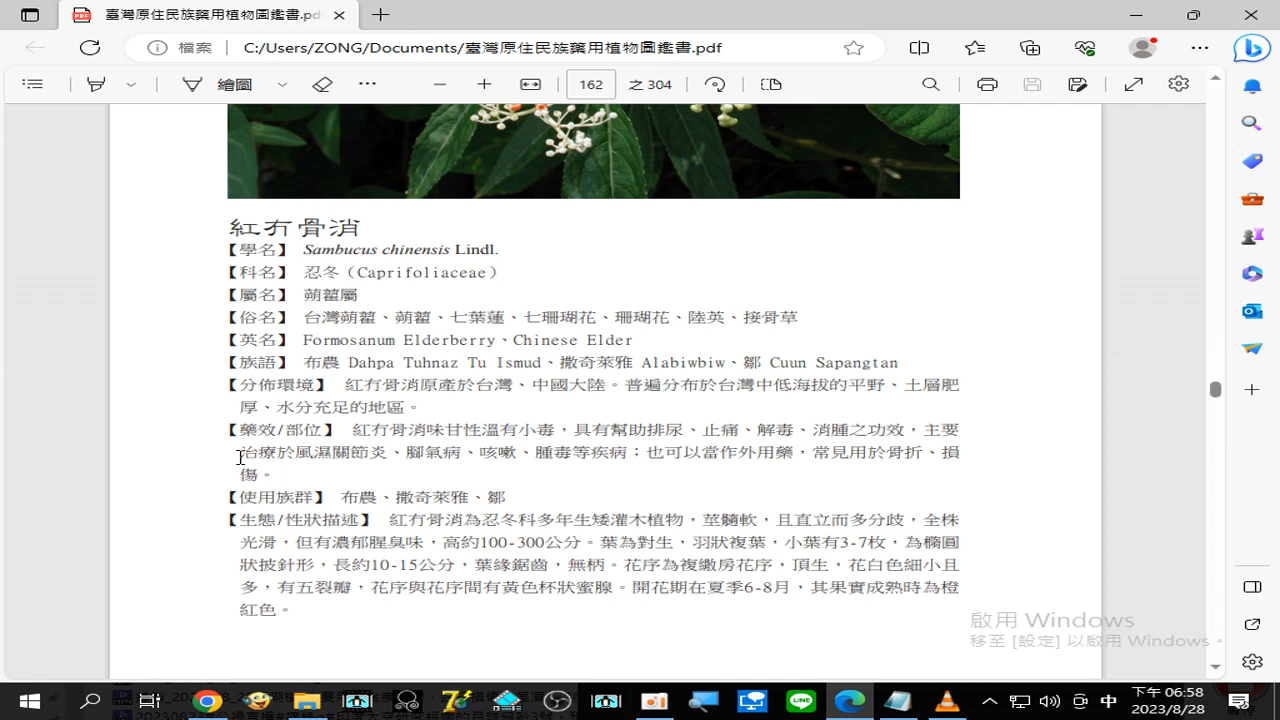 臺灣原住民族藥用植物圖鑑書.pdf
檔案 C:/Users/ZONG/Documents/臺灣原住民族藥用植物圖鑑書.pdf
繪圖 162 之 304
紅冇骨消
【學名】 Sambucus chinensis Lindl.
【科名】 忍冬（Caprifoliaceae）
【屬名】 蒴藋屬
【俗名】 台灣蒴藋、蒴藋、七葉蓮、七珊瑚花、珊瑚花、陸英、接骨草
【英名】 Formosanum Elderberry、Chinese Elder
【族語】 布農 Dahpa Tuhnaz Tu Ismud、撒奇萊雅 Alabiwbiw、鄒 Cuun Sapangtan
【分佈環境】 紅冇骨消原產於台灣、中國大陸。普遍分布於台灣中低海拔的平野、土層肥
厚、水分充足的地區。
【藥效/部位】 紅冇骨消味甘性溫有小毒，具有幫助排尿、止痛、解毒、消腫之功效，主要
治療於風濕關節炎、腳氣病、咳嗽、腫毒等疾病；也可以當作外用藥，常見用於骨折、損
傷。
【使用族群】 布農、撒奇萊雅、鄒
【生態/性狀描述】 紅冇骨消為忍冬科多年生矮灌木植物，莖髓軟，且直立而多分歧，全株
光滑，但有濃郁腥臭味，高約100-300公分。葉為對生，羽狀複葉，小葉有3-7枚，為橢圓
狀披針形，長約10-15公分，葉緣鋸齒，無柄。花序為複繖房花序，頂生，花白色細小且
多，有五裂瓣，花序與花序間有黃色杯狀蜜腺。開花期在夏季6-8月，其果實成熟時為橙
紅色。
啟用 Windows
移至 [設定] 以啟用 Windows。
中 下午 06:58
2023/8/28